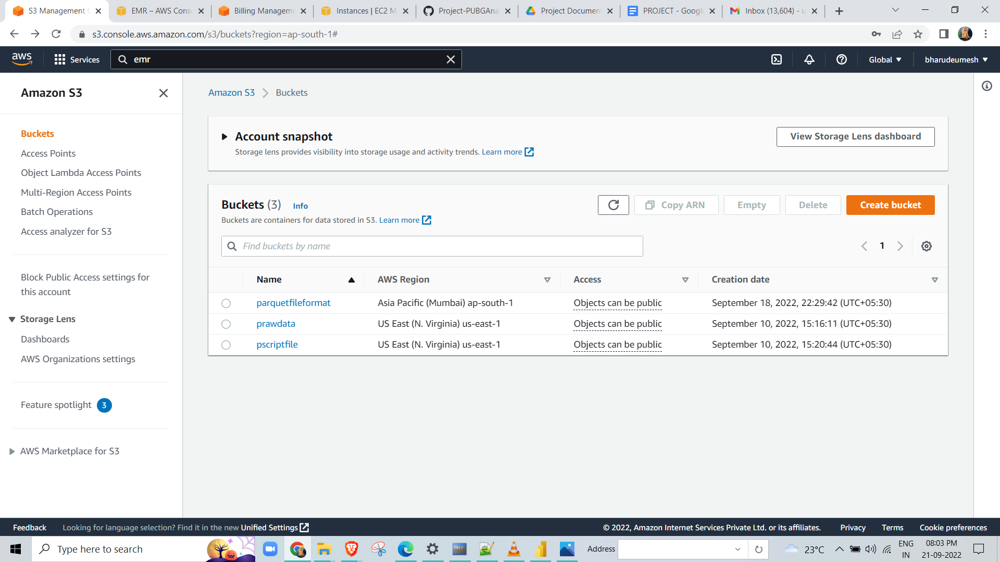 S3 Management
EMR – AWS Cons
Billing Manageme
Instances | EC2 M
Project-PUBGAna
Project Document
PROJECT - Google
Inbox (13,604) - u
s3.console.aws.amazon.com/s3/buckets?region=ap-south-1#
aws
Services
emr
Global
bharudeumesh
Amazon S3
Buckets
Access Points
Object Lambda Access Points
Multi-Region Access Points
Batch Operations
Access analyzer for S3
Block Public Access settings for
this account
Storage Lens
Dashboards
AWS Organizations settings
Feature spotlight 3
AWS Marketplace for S3
Amazon S3 > Buckets
Account snapshot
Storage lens provides visibility into storage usage and activity trends. Learn more
View Storage Lens dashboard
Buckets (3) Info
Buckets are containers for data stored in S3. Learn more
Copy ARN
Empty
Delete
Create bucket
Find buckets by name
1
Name AWS Region Access Creation date
parquetfileformat Asia Pacific (Mumbai) ap-south-1 Objects can be public September 18, 2022, 22:29:42 (UTC+05:30)
prawdata US East (N. Virginia) us-east-1 Objects can be public September 10, 2022, 15:16:11 (UTC+05:30)
pscriptfile US East (N. Virginia) us-east-1 Objects can be public September 10, 2022, 15:20:44 (UTC+05:30)
Feedback Looking for language selection? Find it in the new Unified Settings © 2022, Amazon Internet Services Private Ltd. or its affiliates. Privacy Terms Cookie preferences
Type here to search
SQL>
Address
23°C
ENG
IN
08:03 PM
21-09-2022